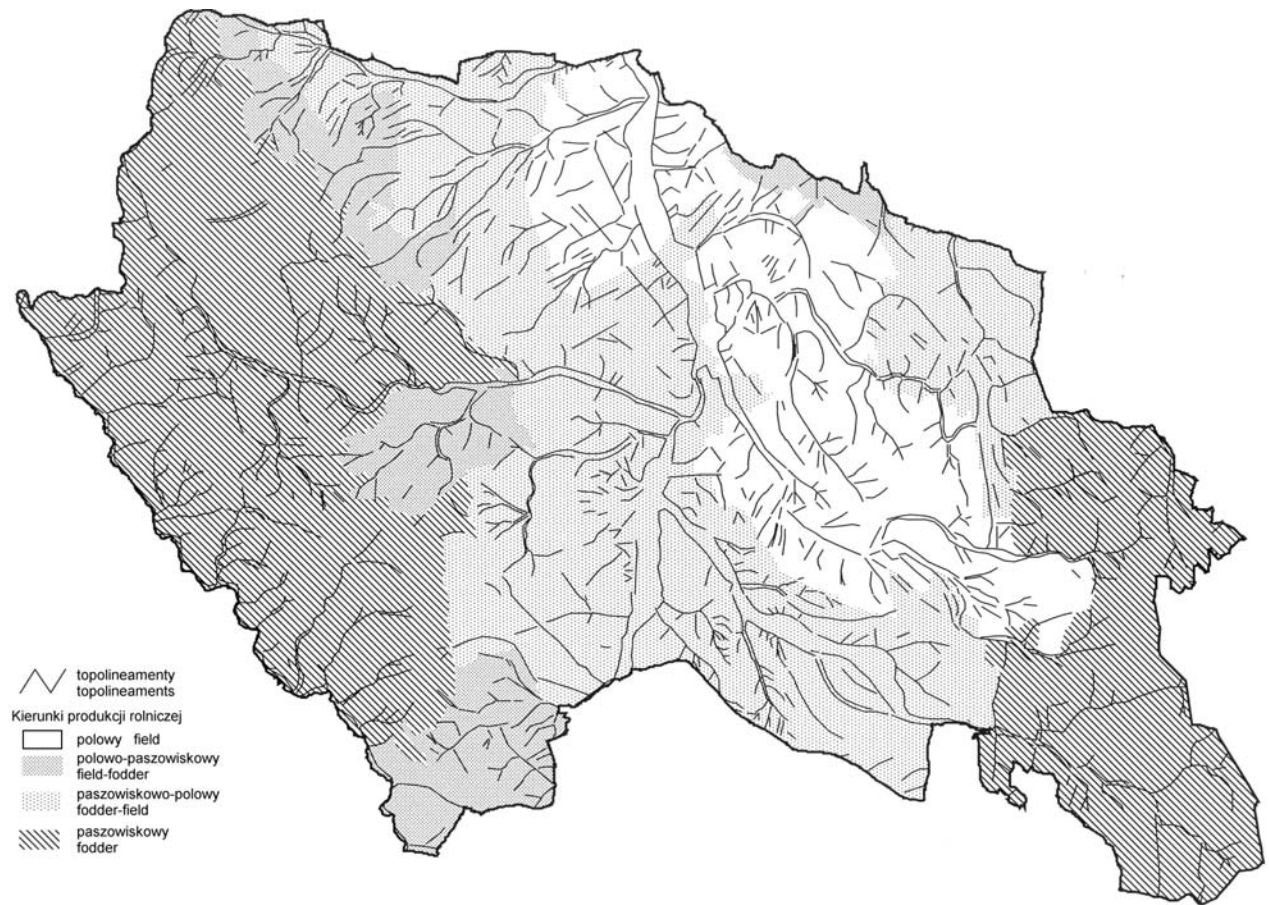 topolineamenty
topolineaments
Kierunki produkcji rolniczej
polowy field
polowo-paszowiskowy
field-fodder
paszowiskowo-polowy
fodder-field
paszowiskowy
fodder